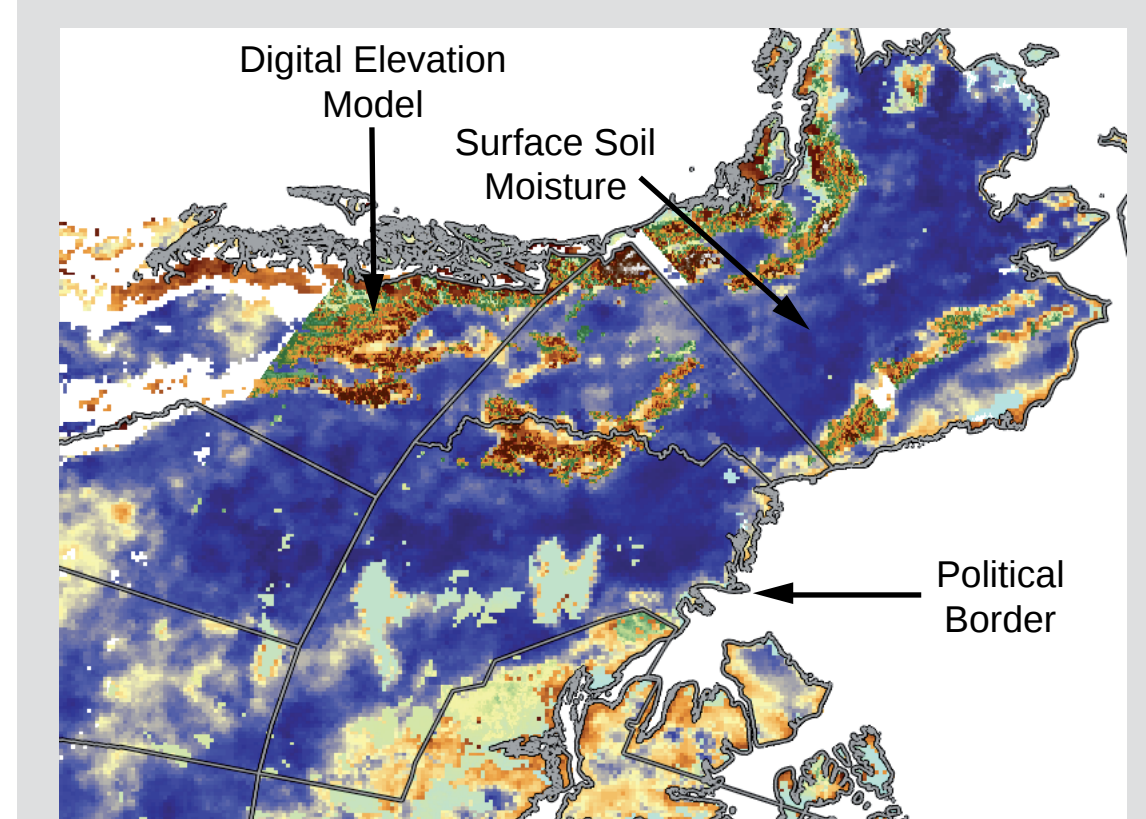 Digital Elevation
Model
Surface Soil
Moisture
Political
Border